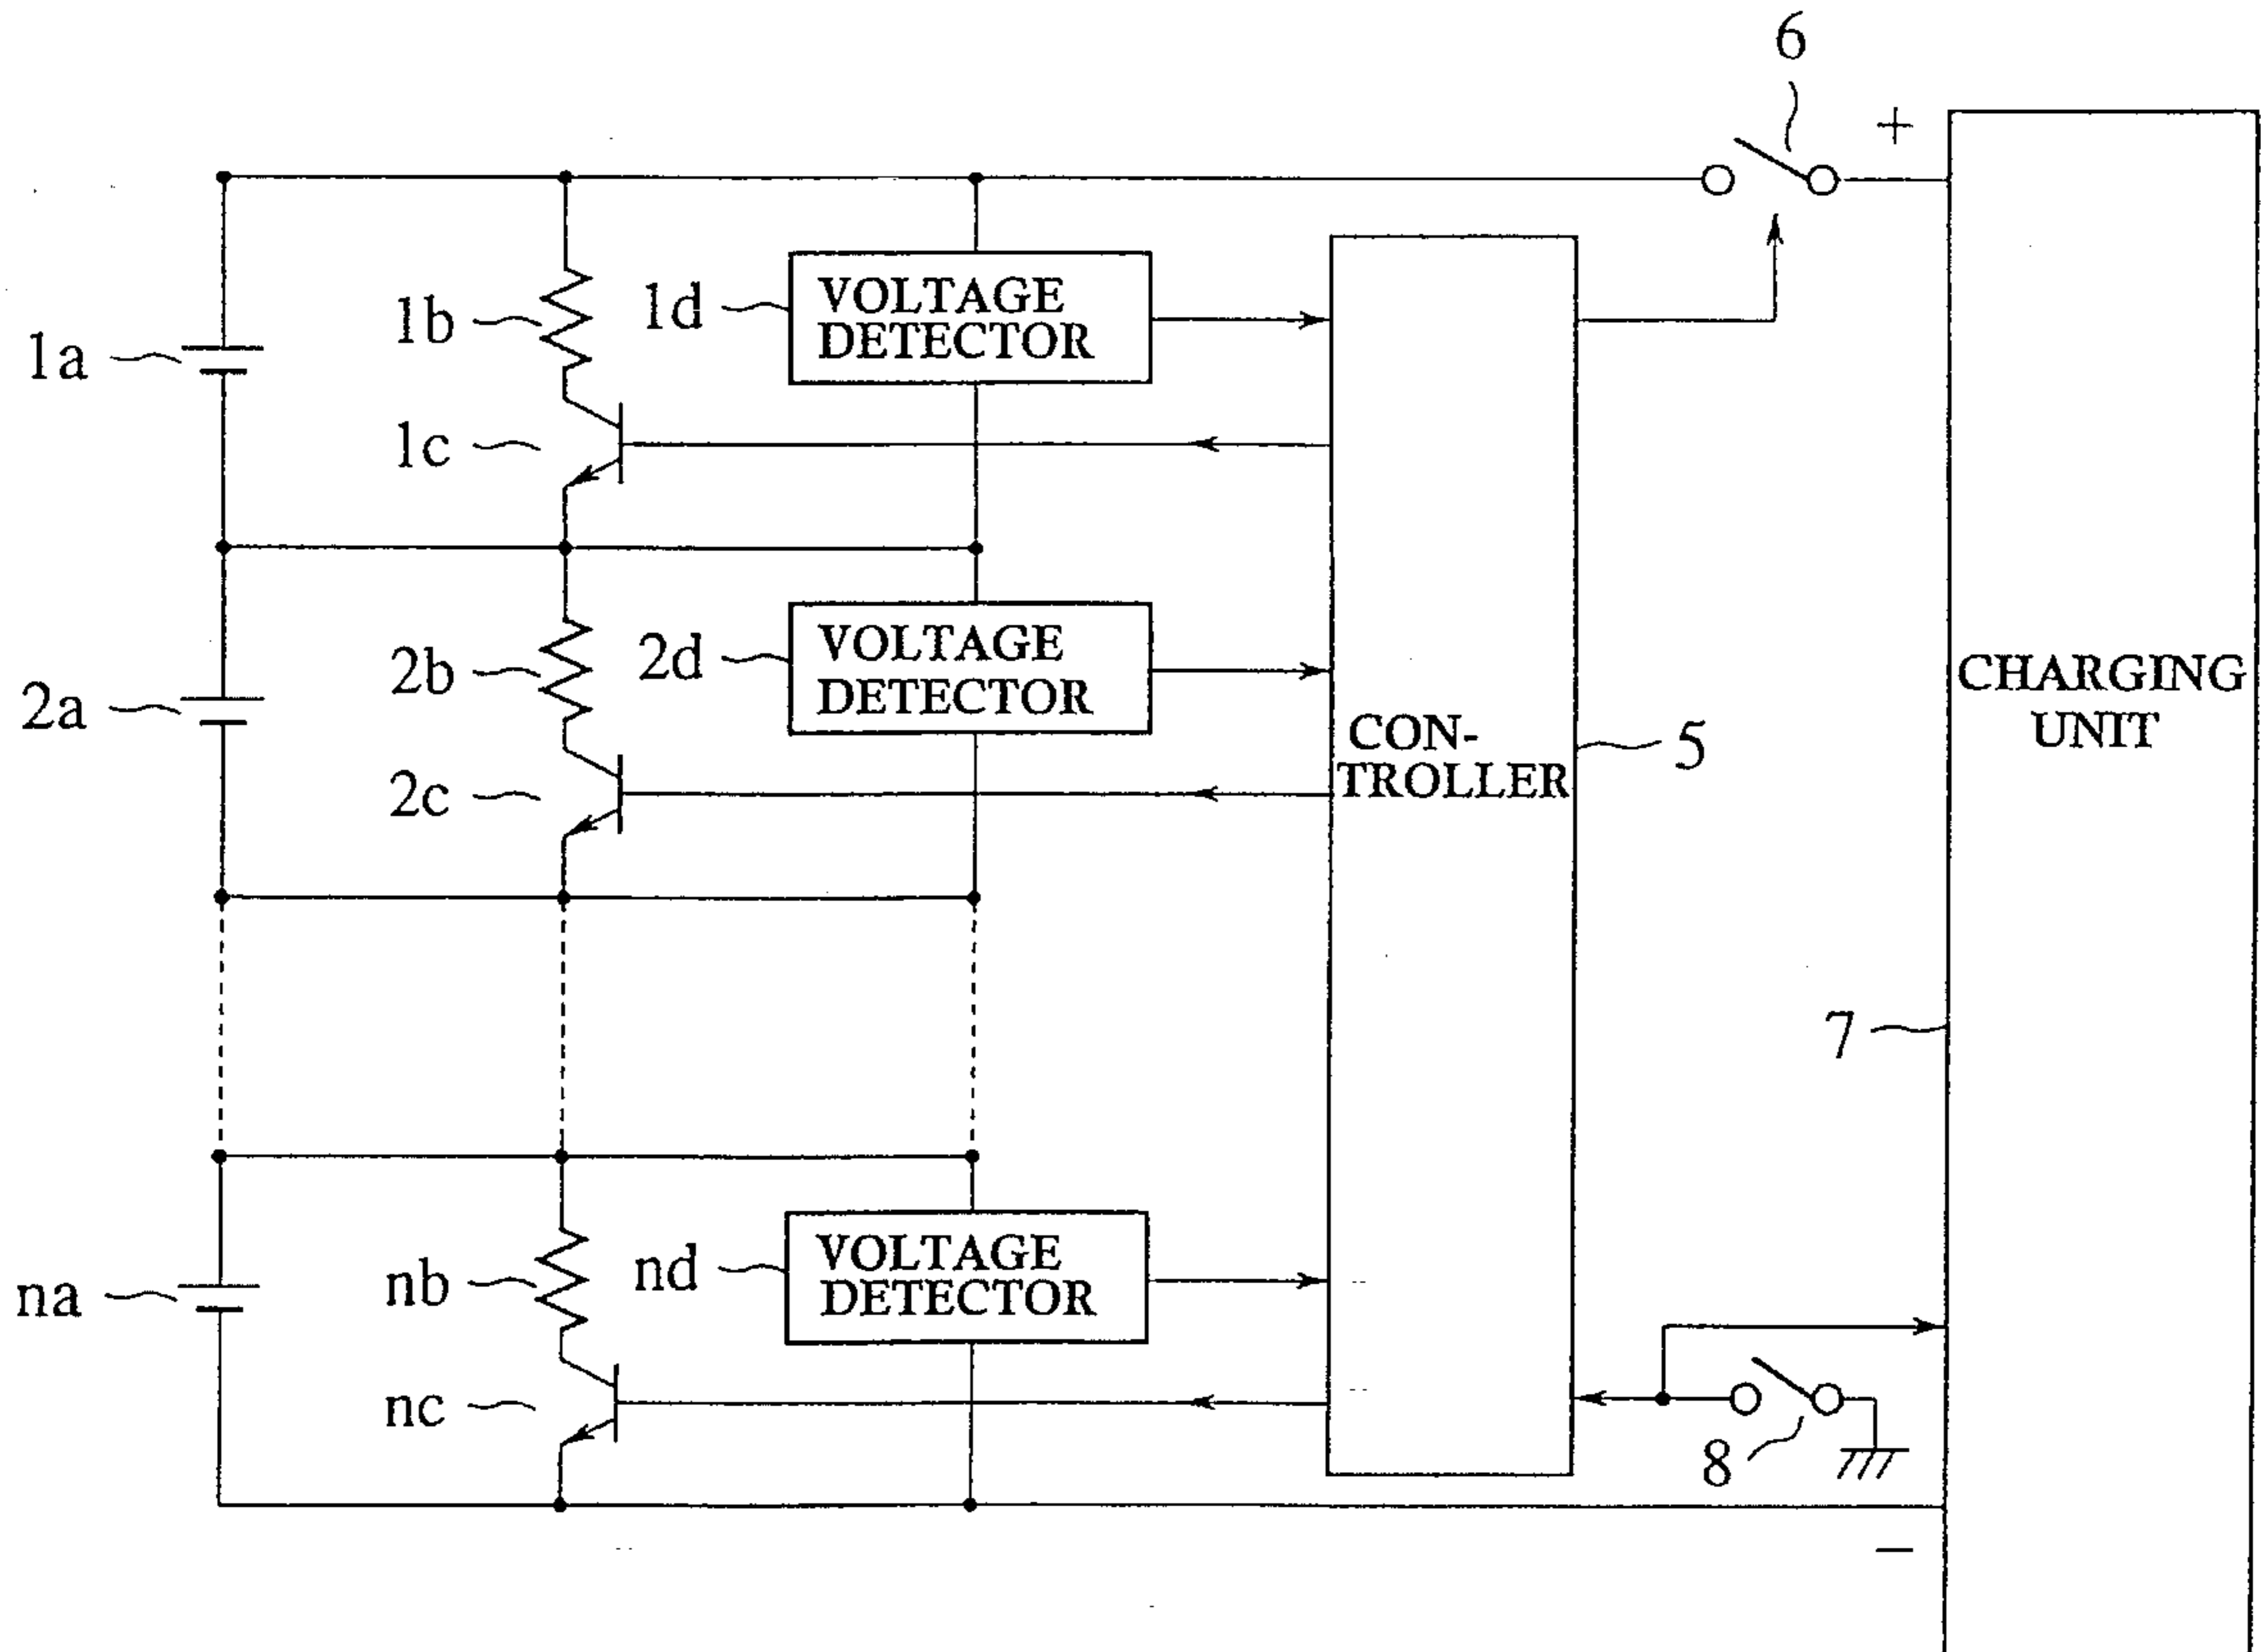 6
+
1a
1b
1d
VOLTAGE
DETECTOR
1c
2a
2b
2d
VOLTAGE
DETECTOR
2c
CON-
TROLLER
5
CHARGING
UNIT
7
na
nb
nd
VOLTAGE
DETECTOR
nc
8
−